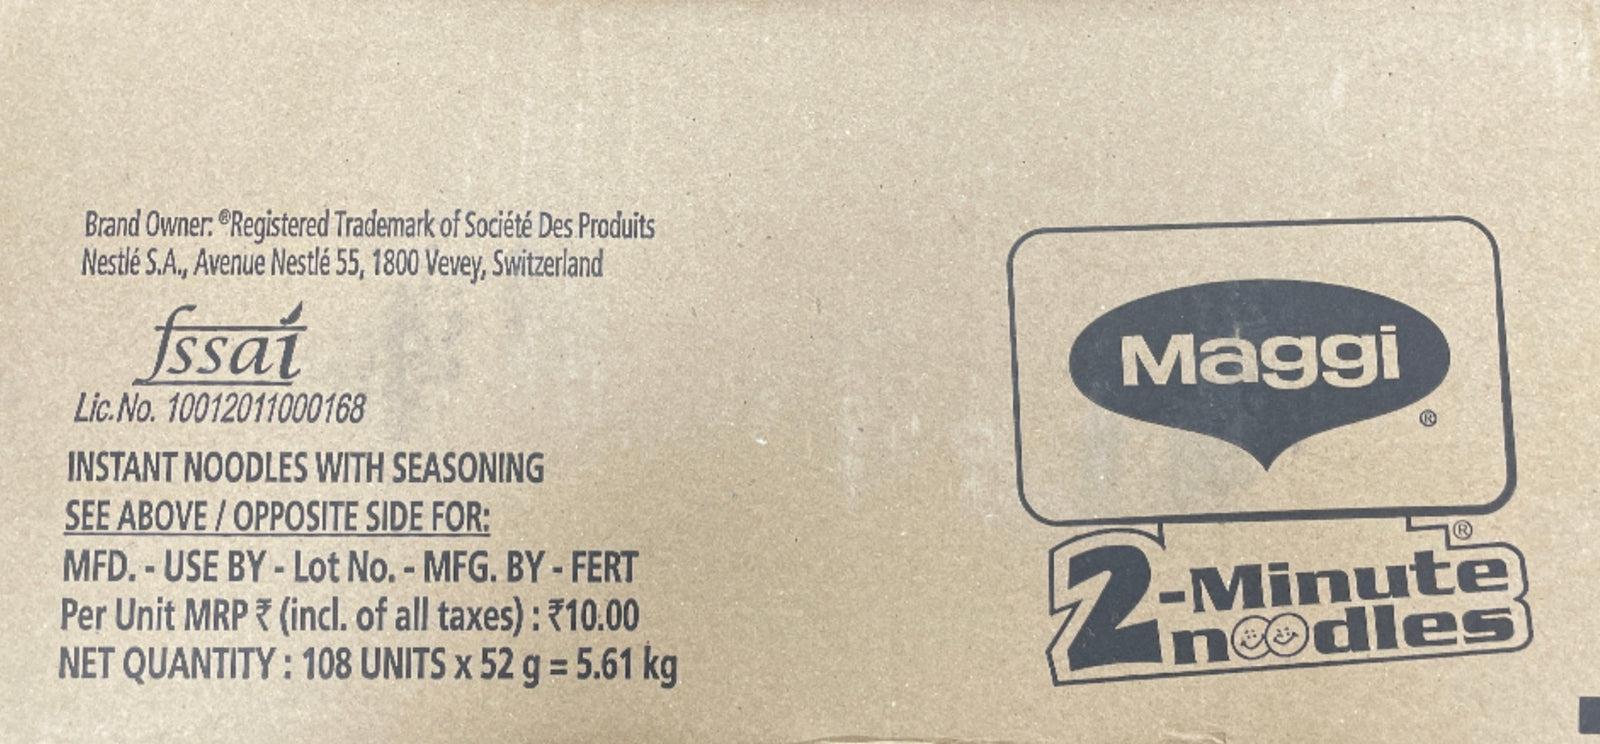 Brand Owner: ®Registered Trademark of Société Des Produits
Nestlé S.A., Avenue Nestlé 55, 1800 Vevey, Switzerland
fssai
Lic.No. 10012011000168
INSTANT NOODLES WITH SEASONING
SEE ABOVE / OPPOSITE SIDE FOR:
MFD. - USE BY - Lot No. - MFG. BY - FERT
Per Unit MRP ₹ (incl. of all taxes) : ₹10.00
NET QUANTITY : 108 UNITS x 52 g = 5.61 kg
Maggi
®
2-Minute ®
noodles